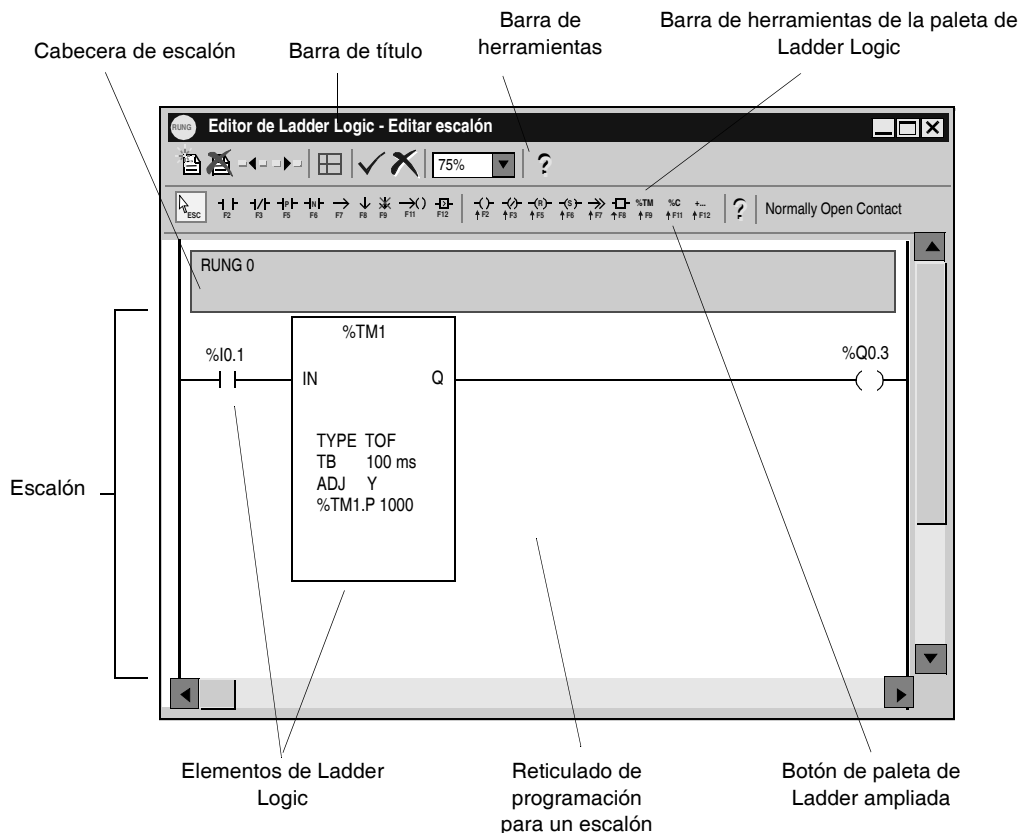 Barra de
herramientas
Barra de herramientas de la paleta de
Ladder Logic
Cabecera de escalón
Barra de título
RUNG
Editor de Ladder Logic - Editar escalón
75%
?
ESC F2 F3 F5 F6 F7 F8 F9 F11 F12 F2 F3 F5 F6 F7 F8 %TM F9 %C F11 +... F12 ? Normally Open Contact
RUNG 0
%TM1
%I0.1
%Q0.3
IN Q
TYPE TOF
TB 100 ms
ADJ Y
%TM1.P 1000
Escalón
Elementos de Ladder
Logic
Reticulado de
programación
para un escalón
Botón de paleta de
Ladder ampliada